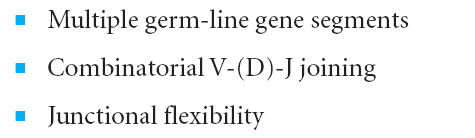 Multiple germ-line gene segments
Combinatorial V-(D)-J joining
Junctional flexibility